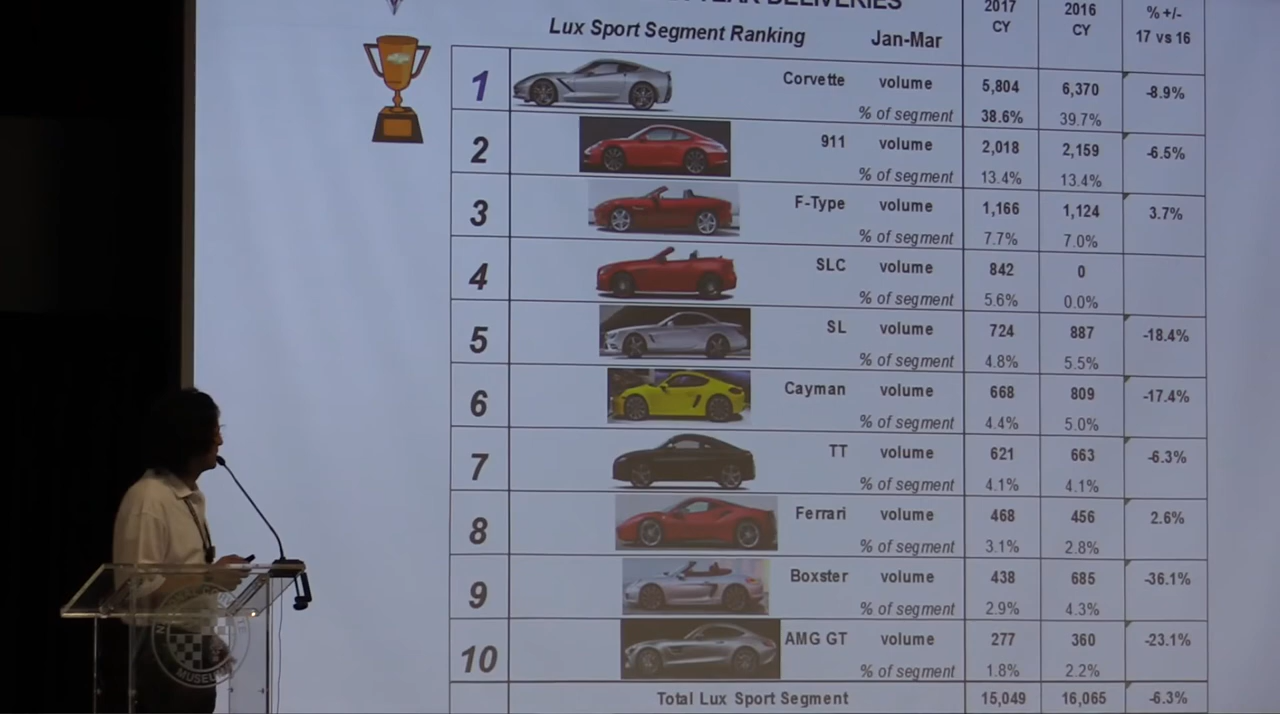 DELIVERIES
2017 2016 % +/-
CY CY 17 vs 16
Lux Sport Segment Ranking Jan-Mar
1 Corvette volume 5,804 6,370 -8.9%
% of segment 38.6% 39.7%
2 911 volume 2,018 2,159 -6.5%
% of segment 13.4% 13.4%
3 F-Type volume 1,166 1,124 3.7%
% of segment 7.7% 7.0%
4 SLC volume 842 0
% of segment 5.6% 0.0%
5 SL volume 724 887 -18.4%
% of segment 4.8% 5.5%
6 Cayman volume 668 809 -17.4%
% of segment 4.4% 5.0%
7 TT volume 621 663 -6.3%
% of segment 4.1% 4.1%
8 Ferrari volume 468 456 2.6%
% of segment 3.1% 2.8%
9 Boxster volume 438 685 -36.1%
% of segment 2.9% 4.3%
10 AMG GT volume 277 360 -23.1%
% of segment 1.8% 2.2%
Total Lux Sport Segment 15,049 16,065 -6.3%
MUSEUM